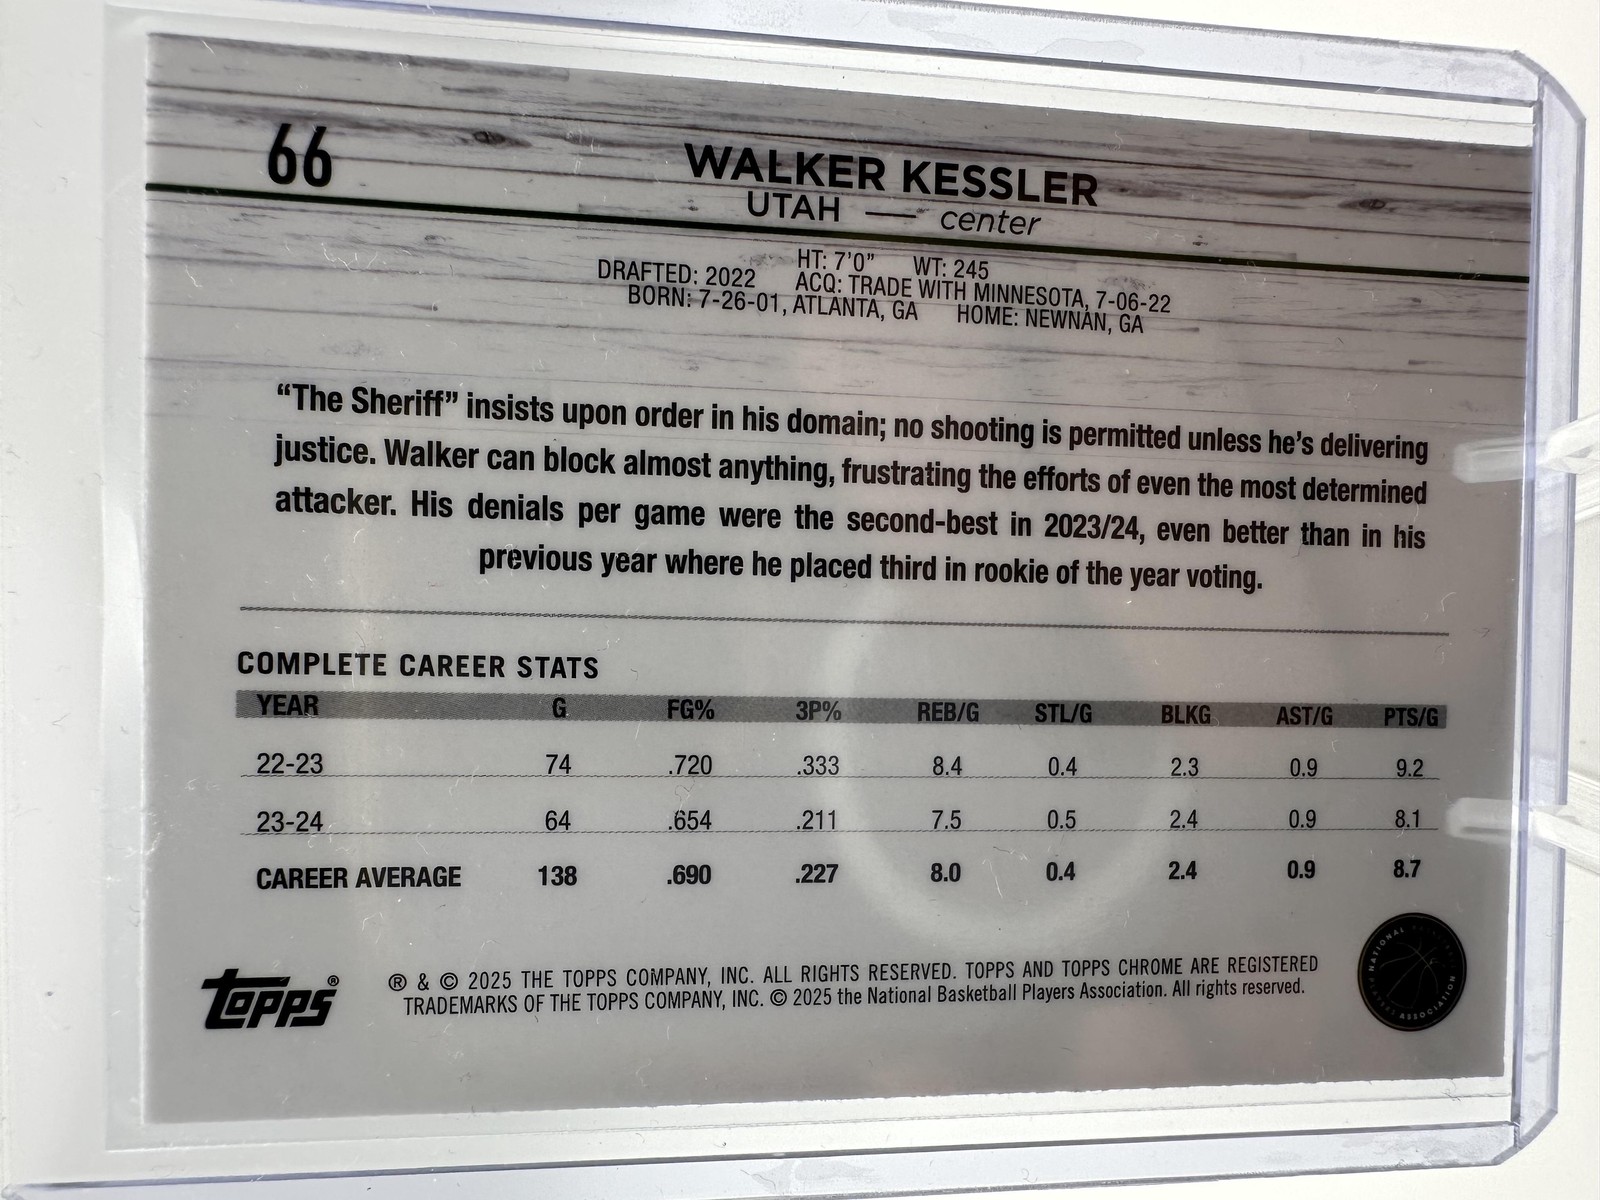 66
WALKER KESSLER
UTAH — center
HT: 7'0" WT: 245
DRAFTED: 2022 ACQ: TRADE WITH MINNESOTA, 7-06-22
BORN: 7-26-01, ATLANTA, GA HOME: NEWNAN, GA
“The Sheriff” insists upon order in his domain; no shooting is permitted unless he’s delivering
justice. Walker can block almost anything, frustrating the efforts of even the most determined
attacker. His denials per game were the second-best in 2023/24, even better than in his
previous year where he placed third in rookie of the year voting.
COMPLETE CAREER STATS
YEAR G FG% 3P% REB/G STL/G BLKG AST/G PTS/G
22-23 74 .720 .333 8.4 0.4 2.3 0.9 9.2
23-24 64 .654 .211 7.5 0.5 2.4 0.9 8.1
CAREER AVERAGE 138 .690 .227 8.0 0.4 2.4 0.9 8.7
topps®
® & © 2025 THE TOPPS COMPANY, INC. ALL RIGHTS RESERVED. TOPPS AND TOPPS CHROME ARE REGISTERED
TRADEMARKS OF THE TOPPS COMPANY, INC. © 2025 the National Basketball Players Association. All rights reserved.
NATIONAL BASKETBALL PLAYERS ASSOCIATION